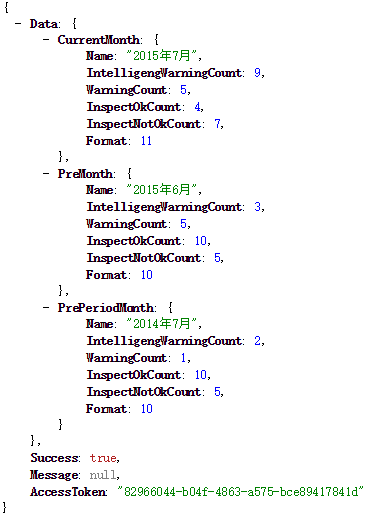 {
- Data: {
- CurrentMonth: {
Name: "2015年7月",
IntelligengWarningCount: 9,
WarningCount: 5,
InspectOkCount: 4,
InspectNotOkCount: 7,
Format: 11
},
- PreMonth: {
Name: "2015年6月",
IntelligengWarningCount: 3,
WarningCount: 5,
InspectOkCount: 10,
InspectNotOkCount: 5,
Format: 10
},
- PrePeriodMonth: {
Name: "2014年7月",
IntelligengWarningCount: 2,
WarningCount: 1,
InspectOkCount: 10,
InspectNotOkCount: 5,
Format: 10
}
},
Success: true,
Message: null,
AccessToken: "82966044-b04f-4863-a575-bce89417841d"
}